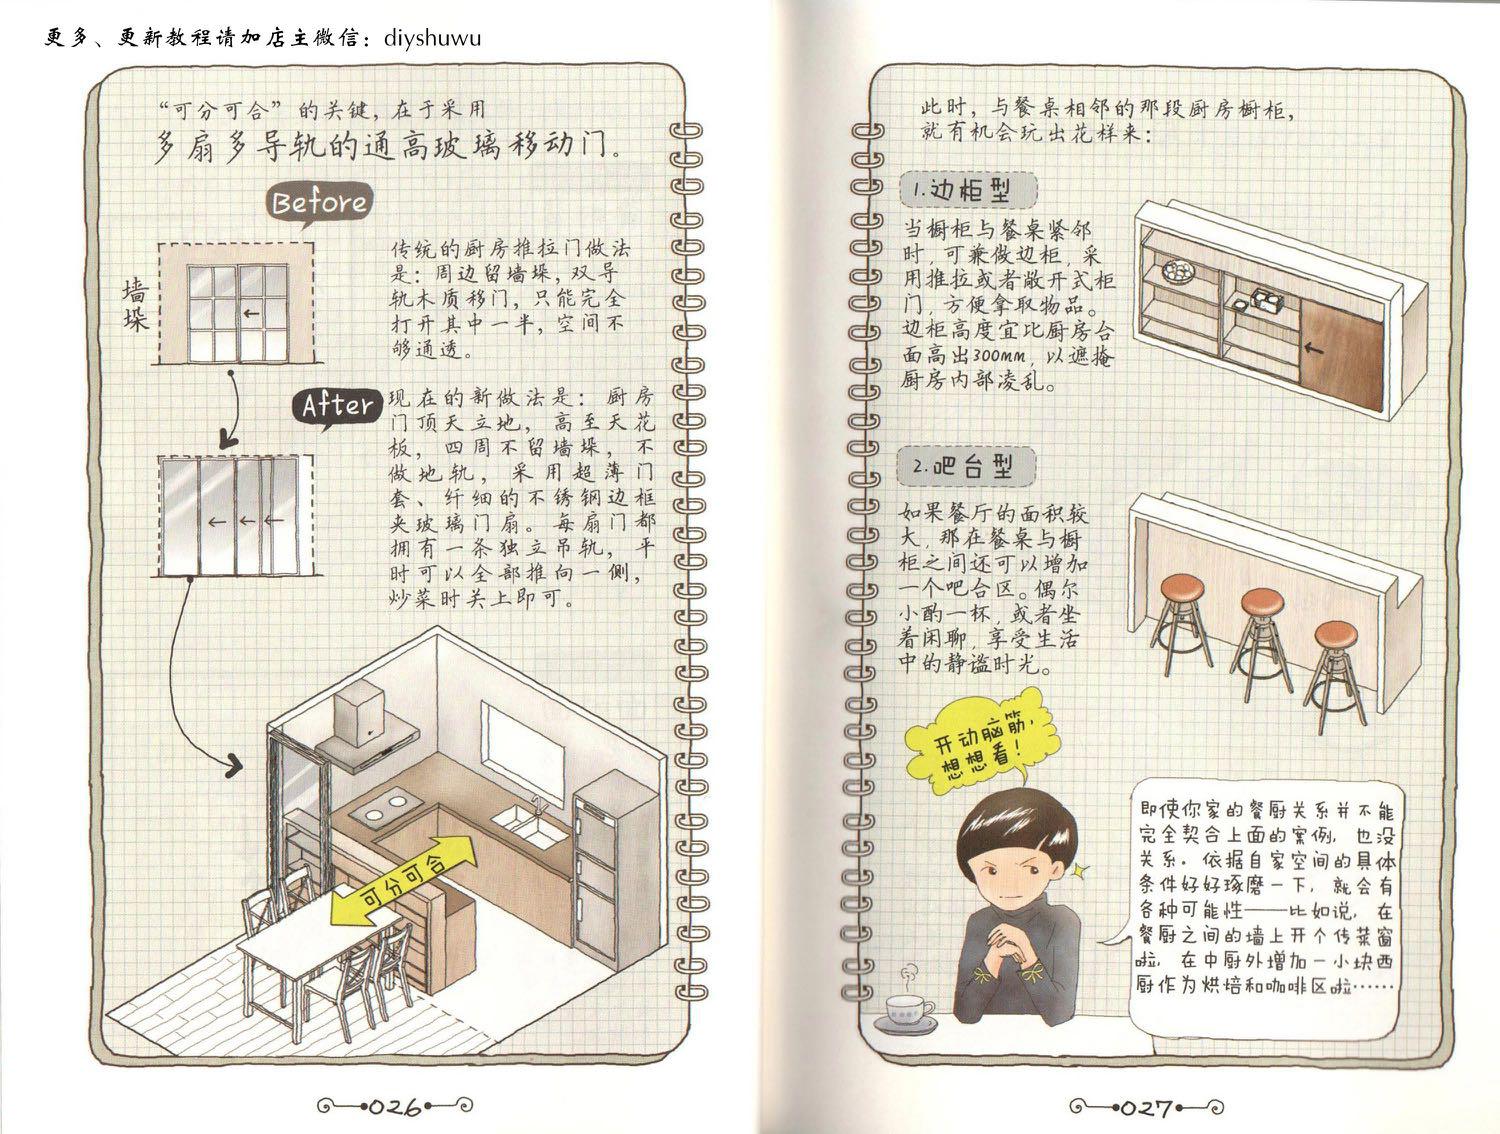 更多、更新教程请加店主微信：diyshuwu
“可分可合”的关键，在于采用
多扇多导轨的通高玻璃移动门。
Before
墙
垛
传统的厨房推拉门做法
是：周边留墙垛，双导
轨木质移门，只能完全
打开其中一半，空间不
够通透。
After
现在的新做法是：厨房
门顶天立地，高至天花
板，四周不留墙垛，不
做地轨，采用超薄门
套、纤细的不锈钢边框
夹玻璃门扇。每扇门都
拥有一条独立吊轨，平
时可以全部推向一侧，
炒菜时关上即可。
可分可合
026
此时，与餐桌相邻的那段厨房橱柜，
就有机会玩出花样来：
1.边柜型
当橱柜与餐桌紧邻
时，可兼做边柜，采
用推拉或者敞开式柜
门，方便拿取物品。
边柜高度宜比厨房台
面高出300mm，以遮掩
厨房内部凌乱。
2.吧台型
如果餐厅的面积较
大，那在餐桌与橱
柜之间还可以增加
一个吧台区。偶尔
小酌一杯，或者坐
着闲聊，享受生活
中的静谧时光。
开动脑筋，
想想看！
即使你家的餐厨关系并不能
完全契合上面的案例，也没
关系。依据自家空间的具体
条件好好琢磨一下，就会有
各种可能性——比如说，在
餐厨之间的墙上开个传菜窗
啦，在中厨外增加一小块西
厨作为烘焙和咖啡区啦……
027